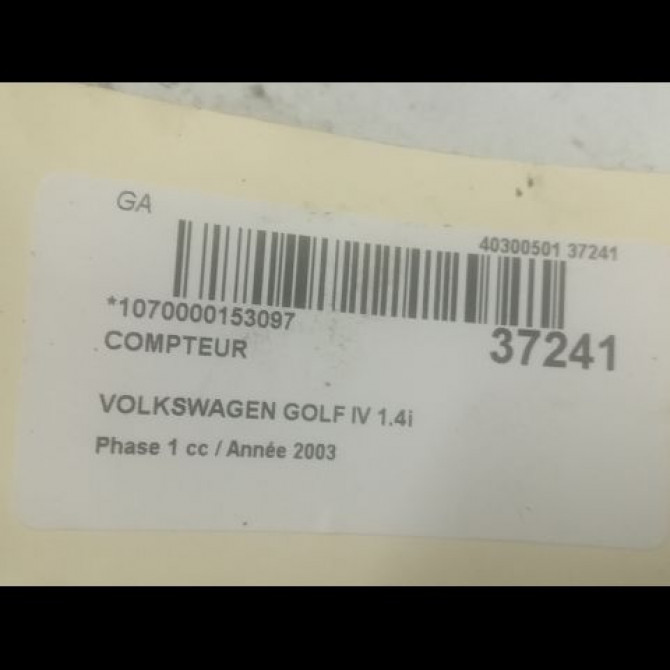 GA
40300501 37241
*1070000153097
COMPTEUR
37241
VOLKSWAGEN GOLF IV 1.4i
Phase 1 cc / Année 2003